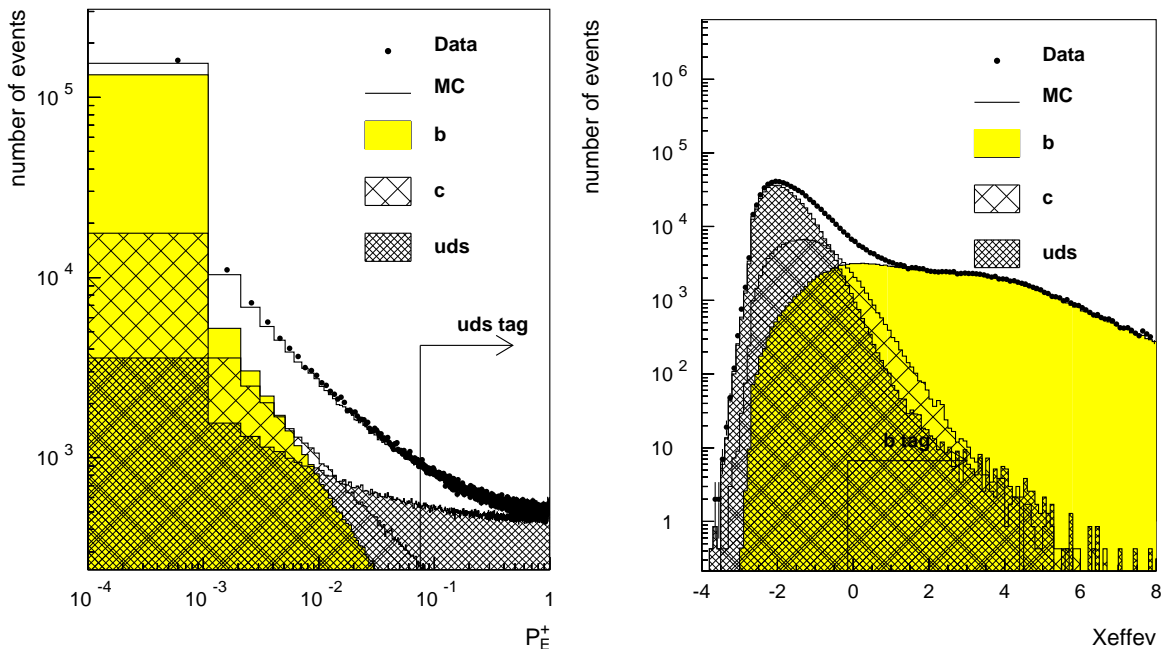 number of events
10^5
10^4
10^3
Data
MC
b
c
uds
uds tag
10^-4
10^-3
10^-2
10^-1
1
P_E^+
number of events
10^6
10^5
10^4
10^3
10^2
10
1
Data
MC
b
c
uds
b tag
-4
-2
0
2
4
6
8
Xeffev